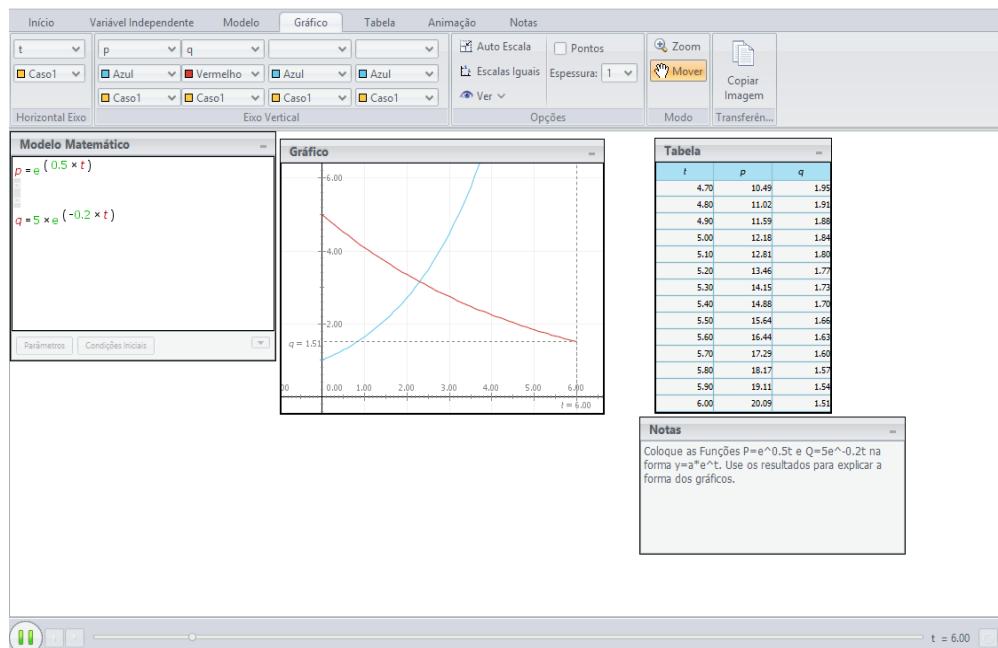 Início Variável Independente Modelo Gráfico Tabela Animação Notas
t p q Auto Escala Pontos Zoom
Caso1 Azul Vermelho Azul Azul Escalas Iguais Espessura: 1 Mover Copiar Imagem
Caso1 Caso1 Caso1 Caso1 Ver
Horizontal Eixo Eixo Vertical Opções Modo Transferên...
Modelo Matemático
p = e ( 0.5 × t )
q = 5 × e ( -0.2 × t )
Parâmetros Condições Iniciais
Gráfico
6.00
4.00
2.00
q = 1.51
00 0.00 1.00 2.00 3.00 4.00 5.00 6.00
t = 6.00
Tabela
t p q
4.70 10.49 1.95
4.80 11.02 1.91
4.90 11.59 1.88
5.00 12.18 1.84
5.10 12.81 1.80
5.20 13.46 1.77
5.30 14.15 1.73
5.40 14.88 1.70
5.50 15.64 1.66
5.60 16.44 1.63
5.70 17.29 1.60
5.80 18.17 1.57
5.90 19.11 1.54
6.00 20.09 1.51
Notas
Coloque as Funções P=e^0.5t e Q=5e^-0.2t na
forma y=a*e^t. Use os resultados para explicar a
forma dos gráficos.
t = 6.00